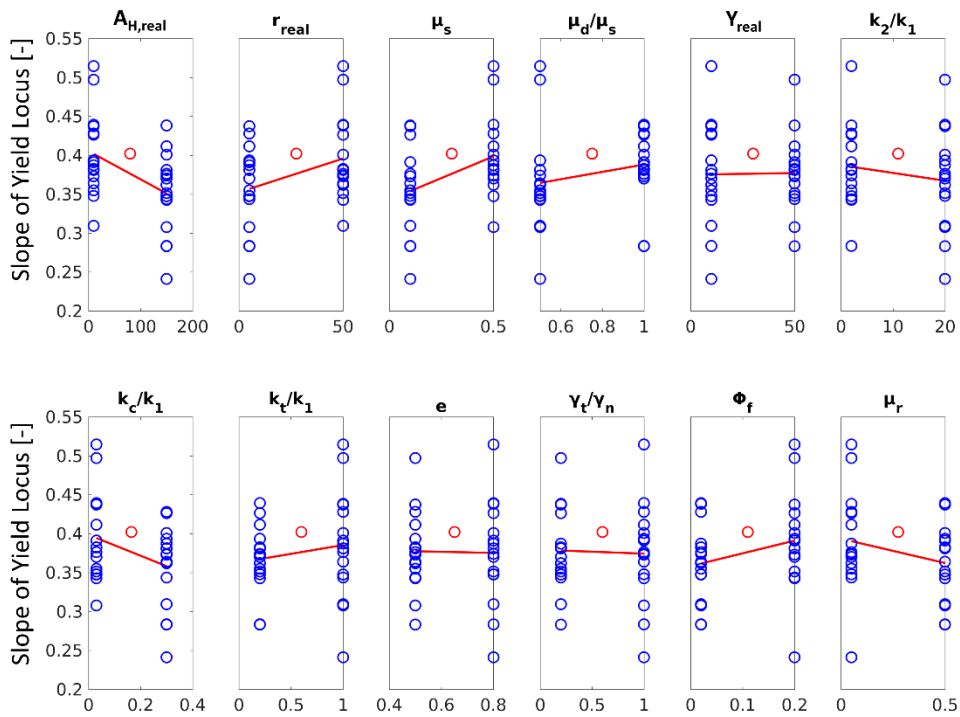 A_H,real r_real μ_s μ_d/μ_s Y_real k_2/k_1
Slope of Yield Locus [-]
0.55
0.5
0.45
0.4
0.35
0.3
0.25
0.2
0 100 200 0 50 0 0.5 0.6 0.8 1 0 50 0 10 20
k_c/k_1 k_t/k_1 e γ_t/γ_n Φ_f μ_r
Slope of Yield Locus [-]
0.55
0.5
0.45
0.4
0.35
0.3
0.25
0.2
0 0.2 0.4 0 0.5 1 0.4 0.6 0.8 0 0.5 1 0 0.1 0.2 0 0.5